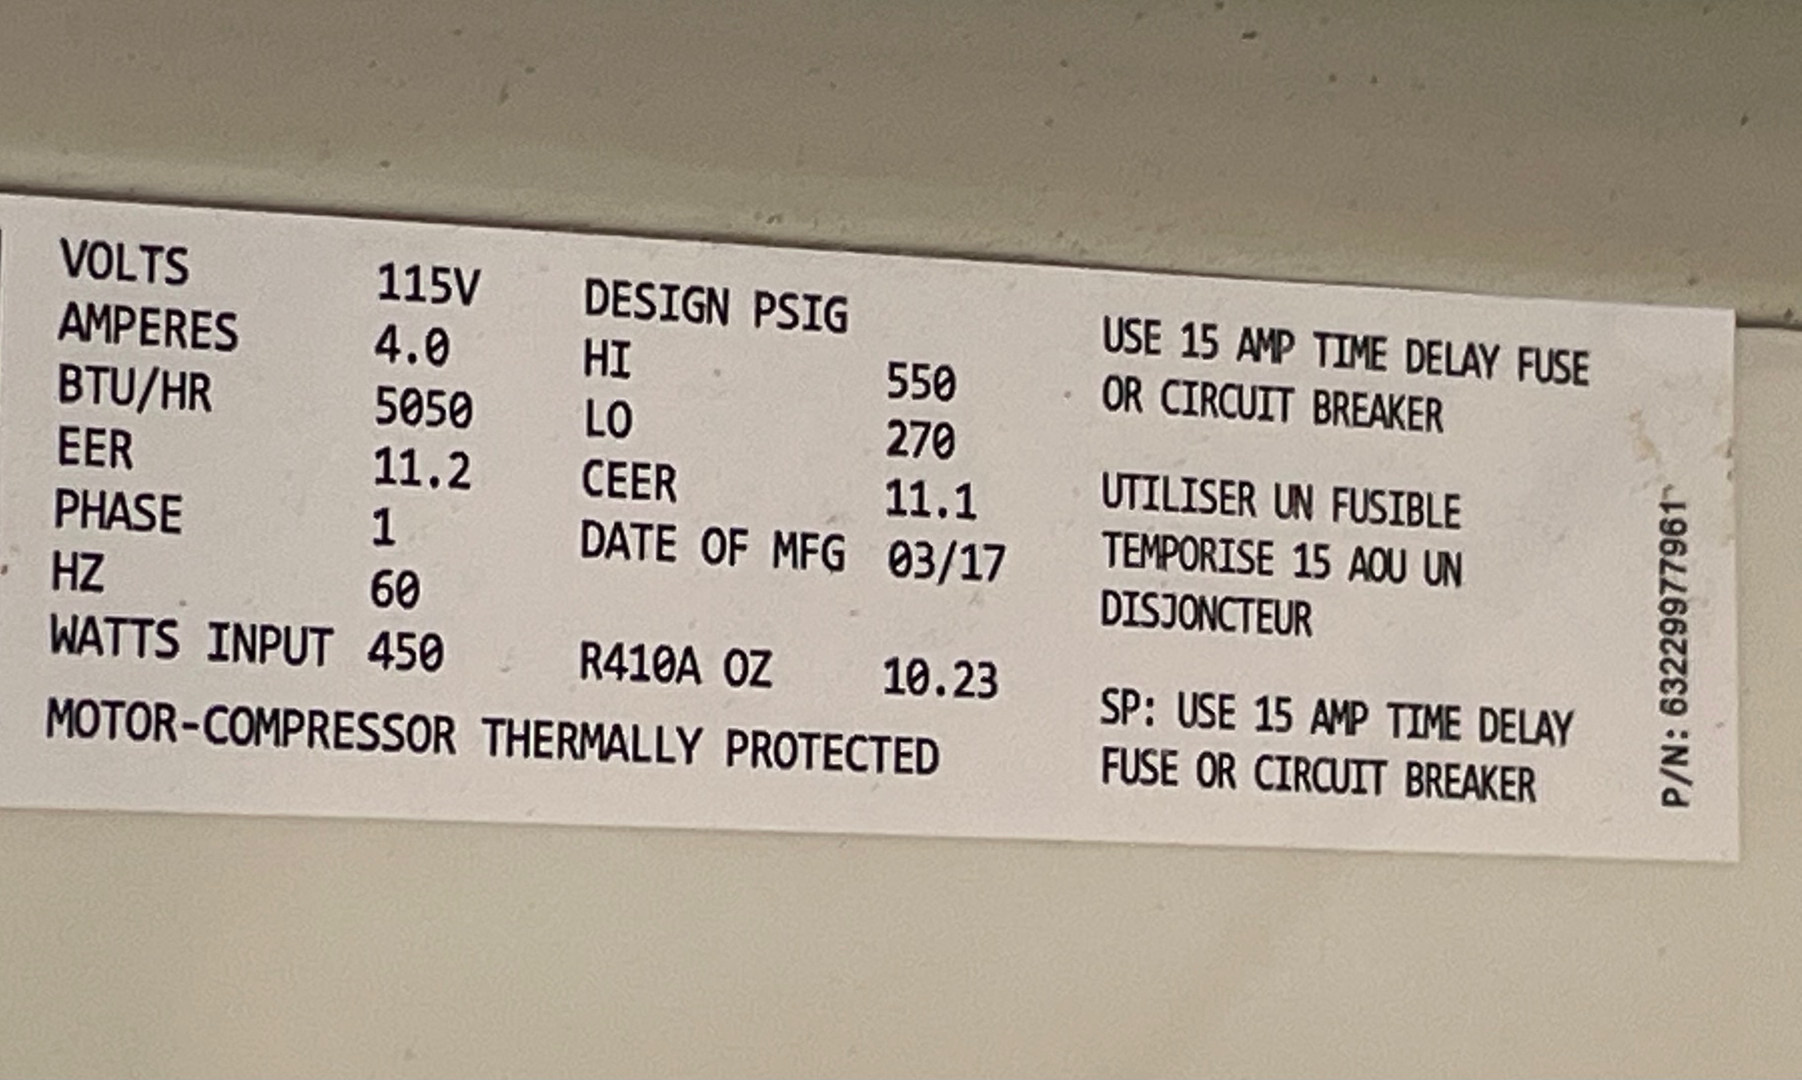 VOLTS 115V
AMPERES 4.0
BTU/HR 5050
EER 11.2
PHASE 1
HZ 60
WATTS INPUT 450
MOTOR-COMPRESSOR THERMALLY PROTECTED
DESIGN PSIG
HI 550
LO 270
CEER 11.1
DATE OF MFG 03/17
R410A OZ 10.23
USE 15 AMP TIME DELAY FUSE
OR CIRCUIT BREAKER
UTILISER UN FUSIBLE
TEMPORISE 15 AOU UN
DISJONCTEUR
SP: USE 15 AMP TIME DELAY
FUSE OR CIRCUIT BREAKER
P/N: 63229977961